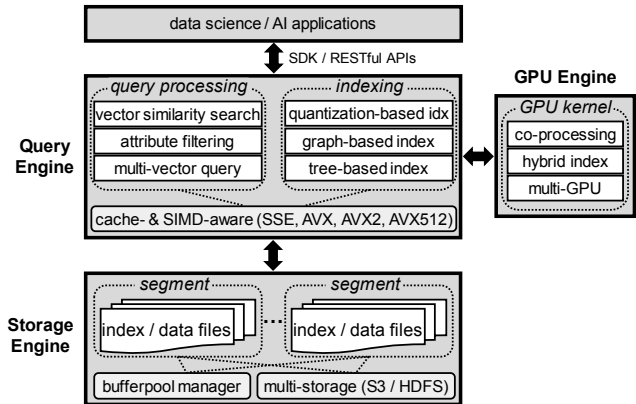 data science / AI applications
SDK / RESTful APIs
Query
Engine
query processing
vector similarity search
attribute filtering
multi-vector query
indexing
quantization-based idx
graph-based index
tree-based index
cache- & SIMD-aware (SSE, AVX, AVX2, AVX512)
GPU Engine
GPU kernel
co-processing
hybrid index
multi-GPU
Storage
Engine
segment
index / data files
...
segment
index / data files
bufferpool manager
multi-storage (S3 / HDFS)